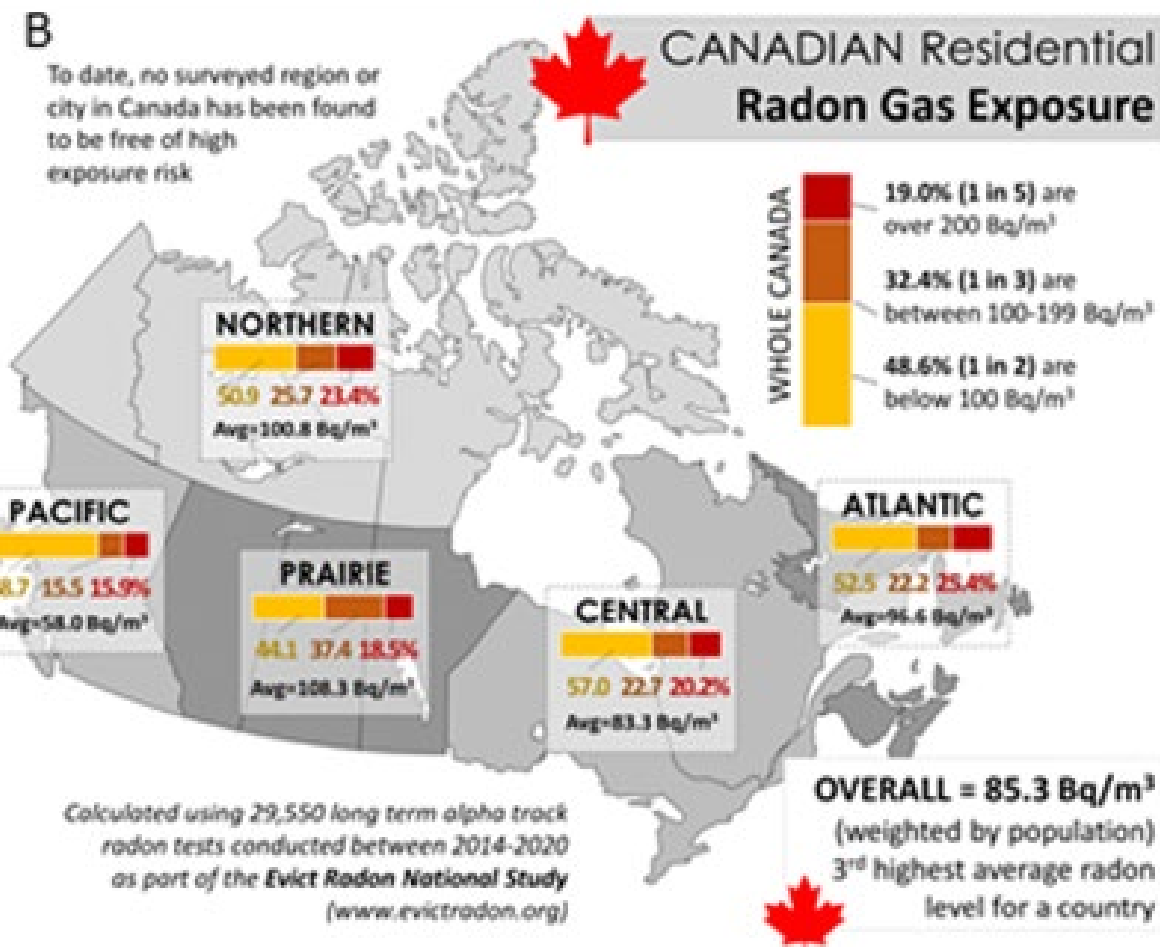 B
To date, no surveyed region or
city in Canada has been found
to be free of high
exposure risk
CANADIAN Residential
Radon Gas Exposure
WHOLE CANADA
19.0% (1 in 5) are
over 200 Bq/m³
32.4% (1 in 3) are
between 100-199 Bq/m³
48.6% (1 in 2) are
below 100 Bq/m³
NORTHERN
50.9 25.7 23.4%
Avg=100.8 Bq/m³
PACIFIC
8.7 15.5 15.9%
Avg=58.0 Bq/m³
PRAIRIE
44.1 37.4 18.5%
Avg=108.3 Bq/m³
CENTRAL
57.0 22.7 20.2%
Avg=83.3 Bq/m³
ATLANTIC
52.5 22.2 25.4%
Avg=96.6 Bq/m³
Calculated using 29,550 long term alpha track
radon tests conducted between 2014-2020
as part of the Evict Radon National Study
(www.evictradon.org)
OVERALL = 85.3 Bq/m³
(weighted by population)
3rd highest average radon
level for a country